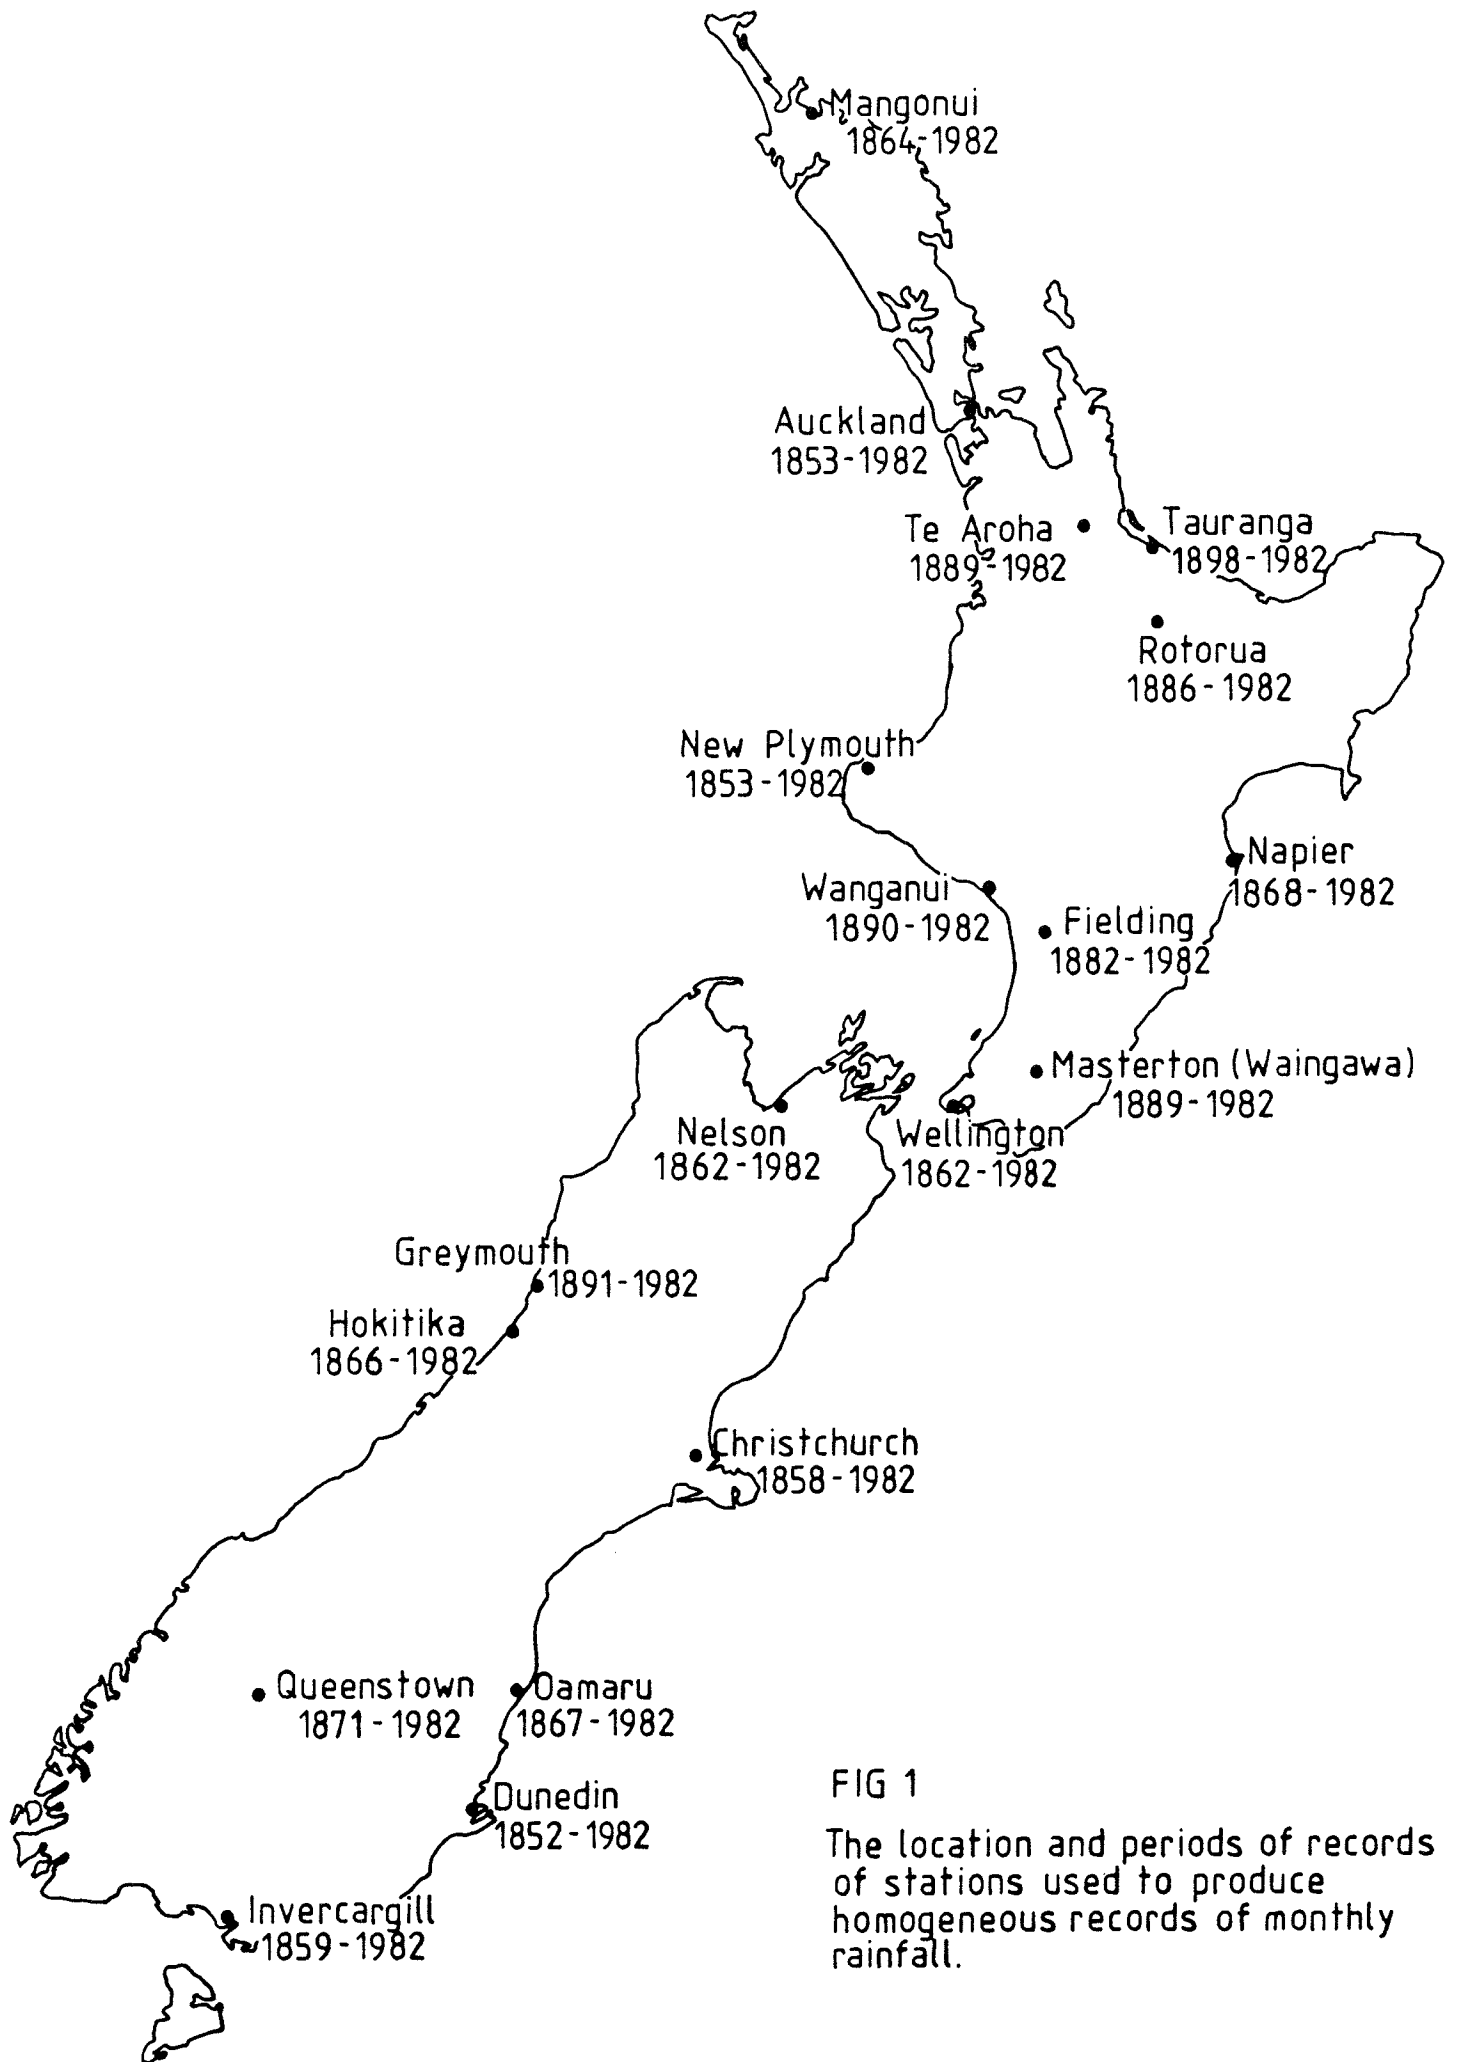 Mangonui
1864-1982
Auckland
1853-1982
Te Aroha
1889-1982
Tauranga
1898-1982
Rotorua
1886-1982
New Plymouth
1853-1982
Napier
1868-1982
Wanganui
1890-1982
Fielding
1882-1982
Masterton (Waingawa)
1889-1982
Nelson
1862-1982
Wellington
1862-1982
Greymouth
1891-1982
Hokitika
1866-1982
Christchurch
1858-1982
Queenstown
1871-1982
Oamaru
1867-1982
Dunedin
1852-1982
Invercargill
1859-1982
FIG 1
The location and periods of records
of stations used to produce
homogeneous records of monthly
rainfall.